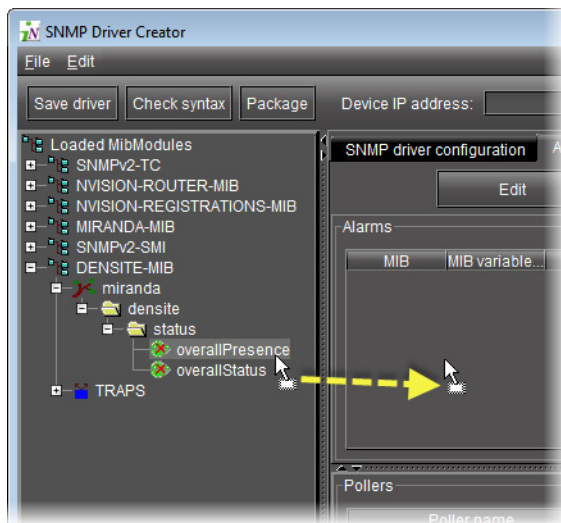 SNMP Driver Creator
File Edit
Save driver Check syntax Package Device IP address:
Loaded MibModules
SNMPv2-TC
NVISION-ROUTER-MIB
NVISION-REGISTRATIONS-MIB
MIRANDA-MIB
SNMPv2-SMI
DENSITE-MIB
miranda
densite
status
overallPresence
overallStatus
TRAPS
SNMP driver configuration A
Edit
Alarms
MIB MIB variable...
Pollers
Poller name